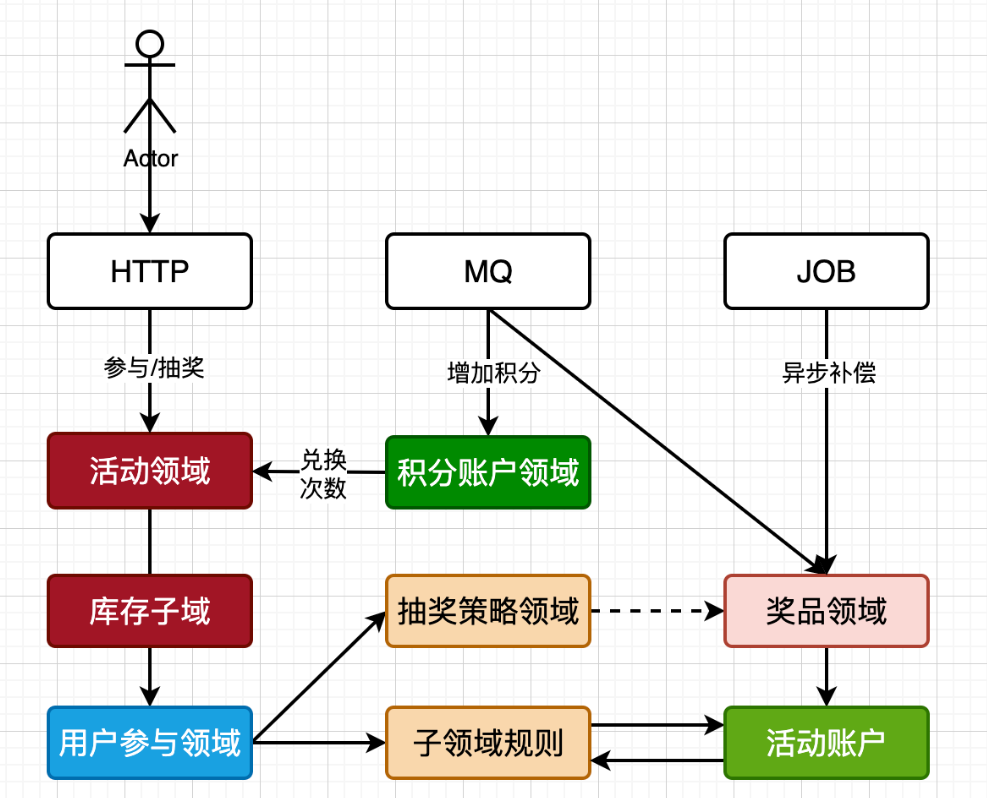 Actor
HTTP
MQ
JOB
参与/抽奖
增加积分
异步补偿
活动领域
兑换
次数
积分账户领域
库存子域
抽奖策略领域
奖品领域
用户参与领域
子领域规则
活动账户